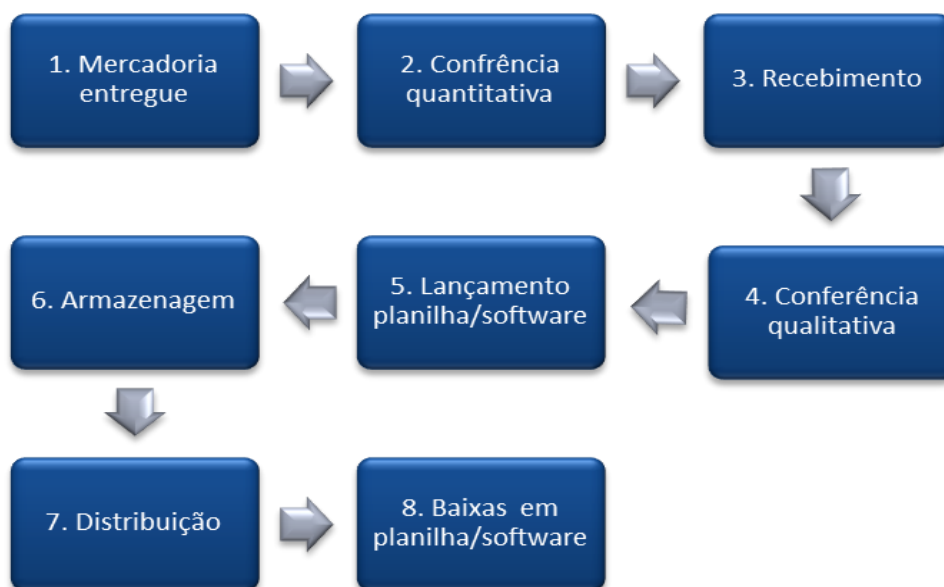 1. Mercadoria
entregue
2. Confrência
quantitativa
3. Recebimento
4. Conferência
qualitativa
5. Lançamento
planilha/software
6. Armazenagem
7. Distribuição
8. Baixas em
planilha/software